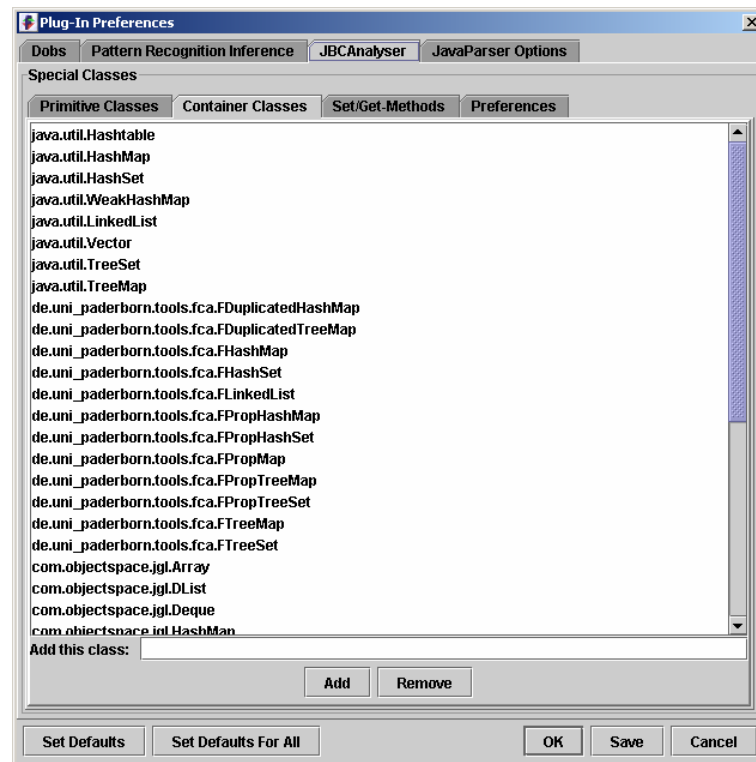 Plug-In Preferences
Dobs Pattern Recognition Inference JBCAnalyser JavaParser Options
Special Classes
Primitive Classes Container Classes Set/Get-Methods Preferences
java.util.Hashtable
java.util.HashMap
java.util.HashSet
java.util.WeakHashMap
java.util.LinkedList
java.util.Vector
java.util.TreeSet
java.util.TreeMap
de.uni_paderborn.tools.fca.FDuplicatedHashMap
de.uni_paderborn.tools.fca.FDuplicatedTreeMap
de.uni_paderborn.tools.fca.FHashMap
de.uni_paderborn.tools.fca.FHashSet
de.uni_paderborn.tools.fca.FLinkedList
de.uni_paderborn.tools.fca.FPropHashMap
de.uni_paderborn.tools.fca.FPropHashSet
de.uni_paderborn.tools.fca.FPropMap
de.uni_paderborn.tools.fca.FPropTreeMap
de.uni_paderborn.tools.fca.FPropTreeSet
de.uni_paderborn.tools.fca.FTreeMap
de.uni_paderborn.tools.fca.FTreeSet
com.objectspace.jgl.Array
com.objectspace.jgl.DList
com.objectspace.jgl.Deque
com.objectspace.jgl.HashMap
Add this class:
Add Remove
Set Defaults Set Defaults For All OK Save Cancel